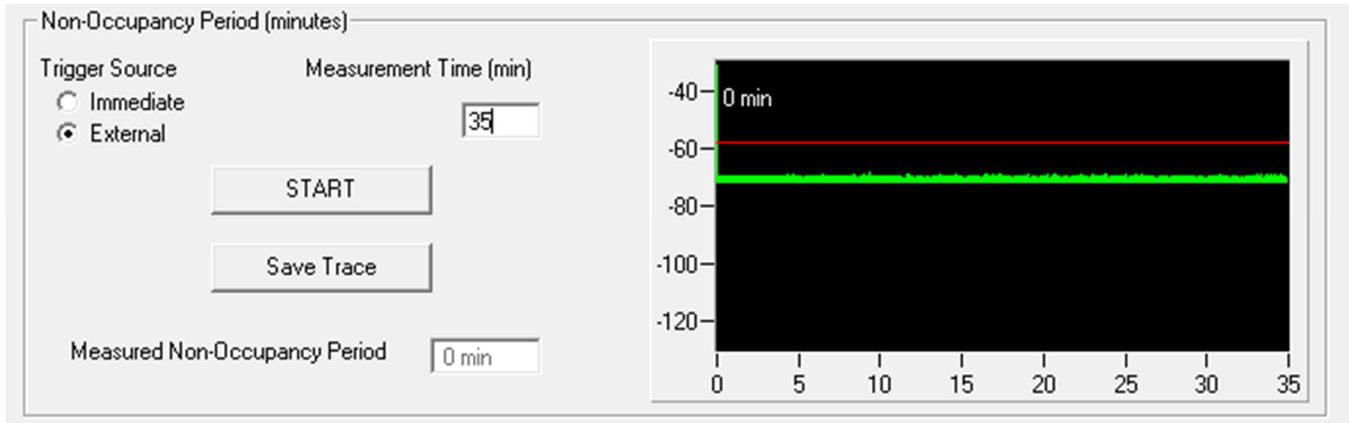 Non-Occupancy Period (minutes)
Trigger Source
Measurement Time (min)
Immediate
External
35
START
Save Trace
Measured Non-Occupancy Period
0 min
0 min
-40
-60
-80
-100
-120
0 5 10 15 20 25 30 35